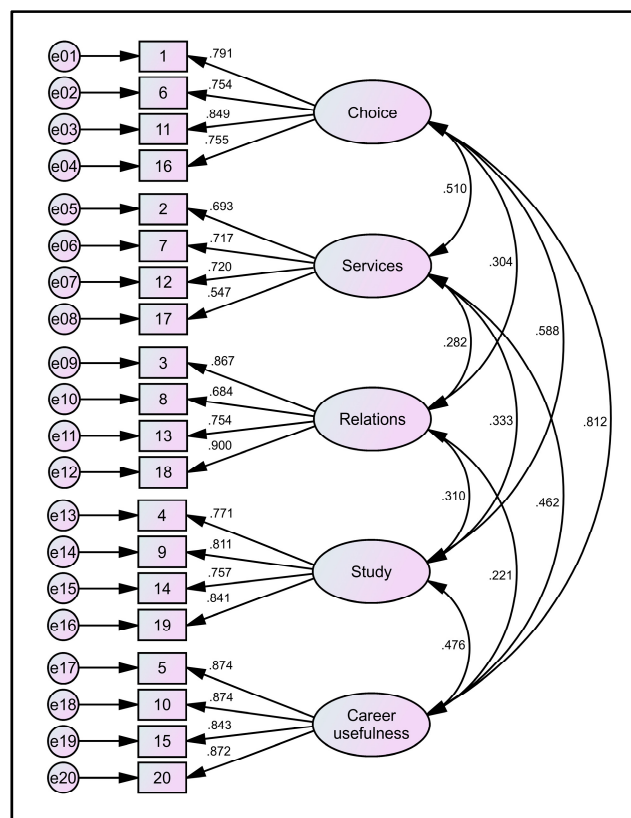 e01 1 .791
e02 6 .754
e03 11 .849
e04 16 .755
Choice
e05 2 .693
e06 7 .717
e07 12 .720
e08 17 .547
Services
e09 3 .867
e10 8 .684
e11 13 .754
e12 18 .900
Relations
e13 4 .771
e14 9 .811
e15 14 .757
e16 19 .841
Study
e17 5 .874
e18 10 .874
e19 15 .843
e20 20 .872
Career
usefulness
.510
.304
.588
.812
.282
.333
.462
.310
.221
.476